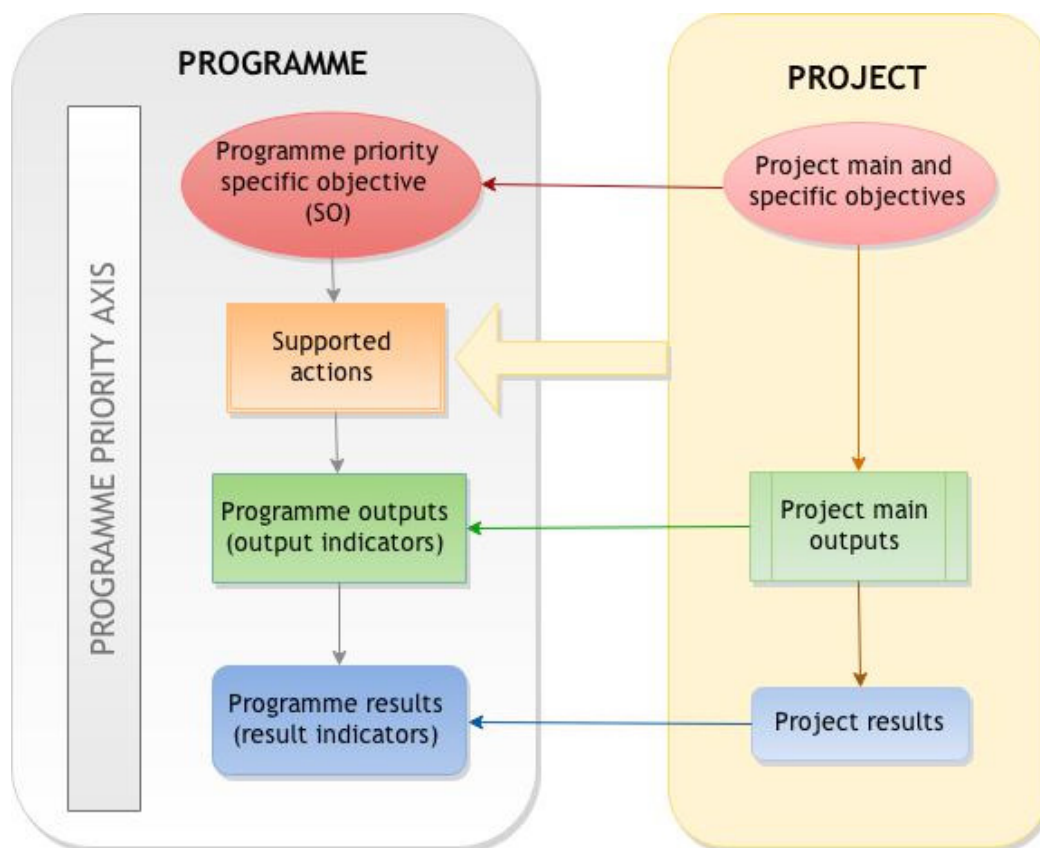 PROGRAMME
PROGRAMME PRIORITY AXIS
Programme priority
specific objective
(SO)
Supported
actions
Programme outputs
(output indicators)
Programme results
(result indicators)
PROJECT
Project main and
specific objectives
Project main
outputs
Project results